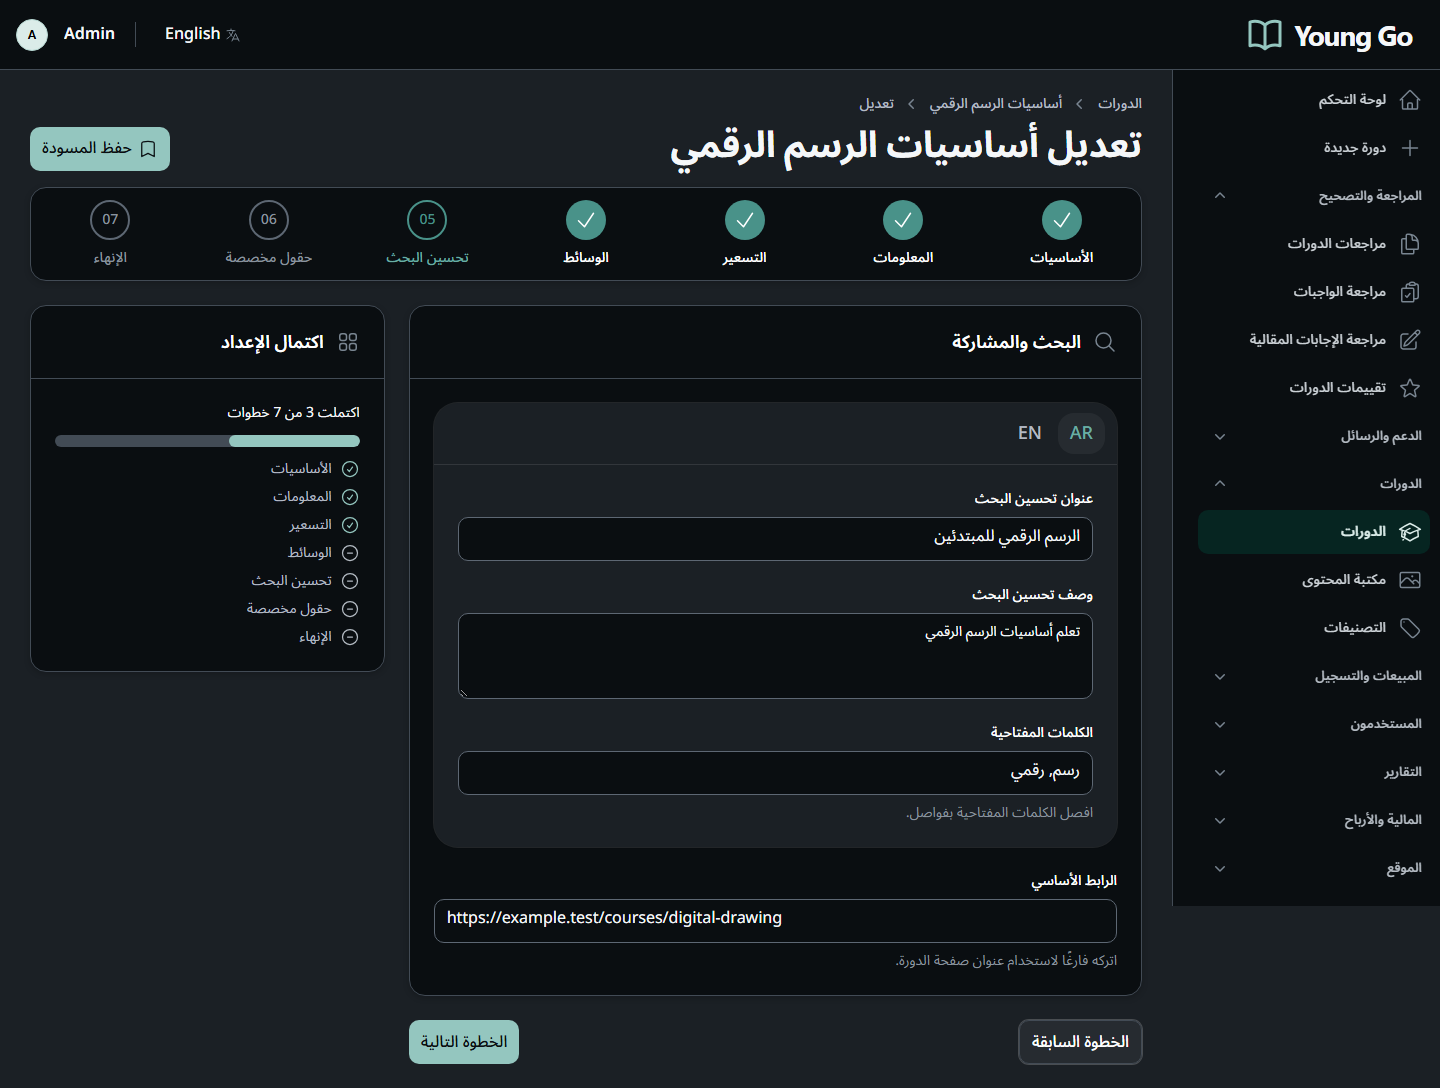 Young Go
English
Admin
A
لوحة التحكم
دورة جديدة
المراجعة والتصحيح
مراجعات الدورات
مراجعة الواجبات
مراجعة الإجابات المقالية
تقييمات الدورات
الدعم والرسائل
الدورات
الدورات
مكتبة المحتوى
التصنيفات
المبيعات والتسجيل
المستخدمون
التقارير
المالية والأرباح
الموقع
الدورات
أساسيات الرسم الرقمي
تعديل
تعديل أساسيات الرسم الرقمي
حفظ المسودة
الأساسيات
المعلومات
التسعير
الوسائط
05
تحسين البحث
06
حقول مخصصة
07
الإنهاء
البحث والمشاركة
AR
EN
عنوان تحسين البحث
الرسم الرقمي للمبتدئين
وصف تحسين البحث
تعلم أساسيات الرسم الرقمي
الكلمات المفتاحية
رسم, رقمي
افصل الكلمات المفتاحية بفواصل.
الرابط الأساسي
https://example.test/courses/digital-drawing
اتركه فارغًا لاستخدام عنوان صفحة الدورة.
الخطوة السابقة
الخطوة التالية
اكتمال الإعداد
اكتملت 3 من 7 خطوات
الأساسيات
المعلومات
التسعير
الوسائط
تحسين البحث
حقول مخصصة
الإنهاء